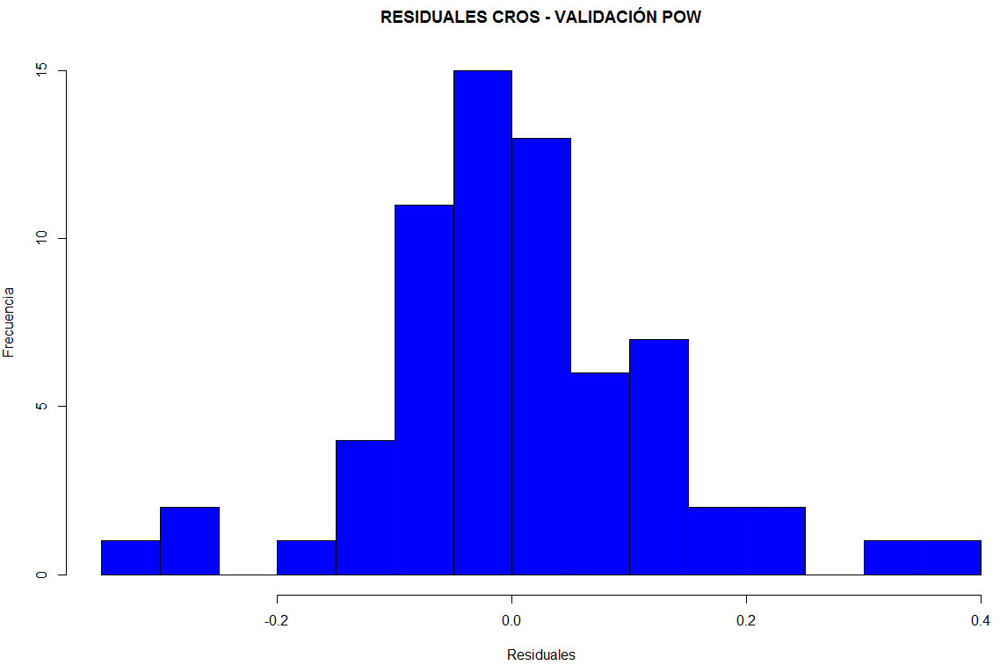 RESIDUALES CROS - VALIDACIÓN POW
15
10
5
0
Frecuencia
-0.2 0.0 0.2 0.4
Residuales